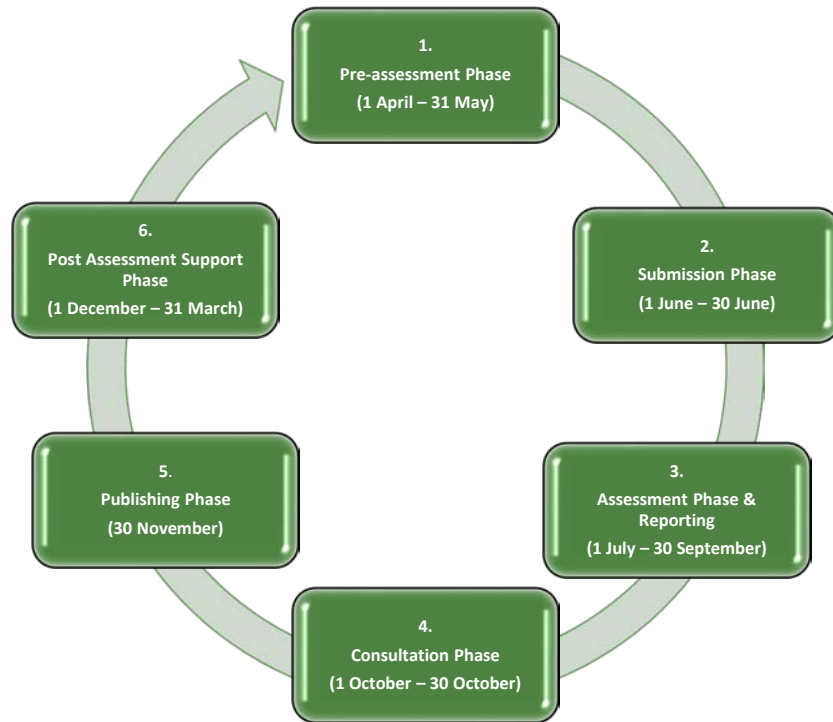 1.
Pre-assessment Phase
(1 April – 31 May)
2.
Submission Phase
(1 June – 30 June)
3.
Assessment Phase &
Reporting
(1 July – 30 September)
4.
Consultation Phase
(1 October – 30 October)
5.
Publishing Phase
(30 November)
6.
Post Assessment Support
Phase
(1 December – 31 March)